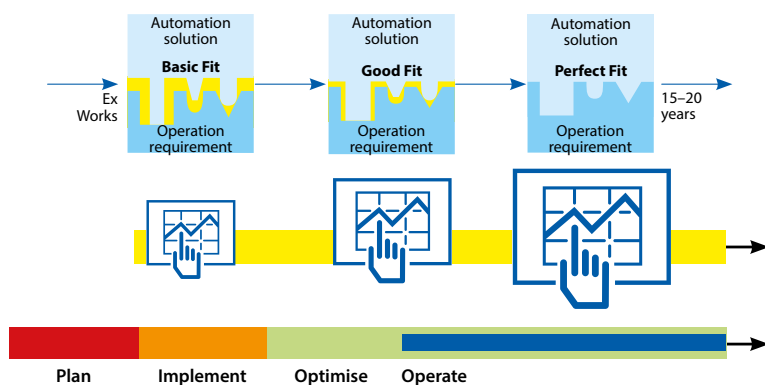 Automation
solution
Basic Fit
Operation
requirement
Automation
solution
Good Fit
Operation
requirement
Automation
solution
Perfect Fit
Operation
requirement
Ex
Works
15–20
years
Plan
Implement
Optimise
Operate